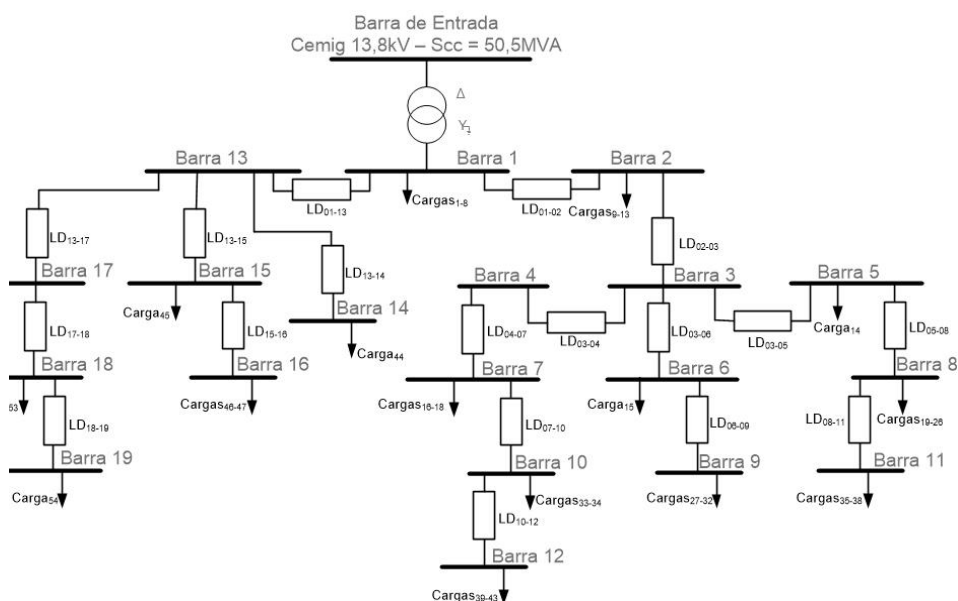 Barra de Entrada
Cemig 13,8kV – Scc = 50,5MVA
Δ
Y
Barra 13
Barra 1
Barra 2
LD01-13
Cargas1-8
LD01-02
Cargas9-13
LD13-17
LD13-15
LD13-14
LD02-03
Barra 17
Barra 15
Barra 4
Barra 3
Barra 5
Barra 14
Carga45
LD17-18
LD15-16
Carga44
LD04-07
LD03-04
LD03-06
LD03-05
Carga14
LD05-08
Barra 18
Barra 16
Barra 7
Barra 6
Barra 8
53
LD18-19
Cargas46-47
Cargas16-18
LD07-10
Carga15
LD06-09
LD08-11
Cargas19-26
Barra 19
Barra 10
Barra 9
Barra 11
Carga54
Cargas33-34
Cargas27-32
Cargas35-38
LD10-12
Barra 12
Cargas39-43